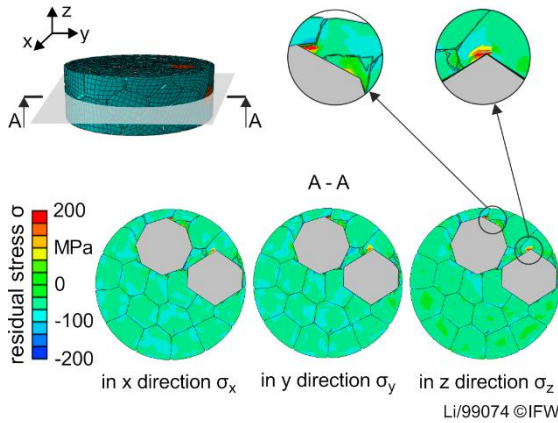 z
x
y
A
A
A - A
residual stress σ
200
MPa
0
-100
-200
in x direction σx
in y direction σy
in z direction σz
Li/99074 ©IFW